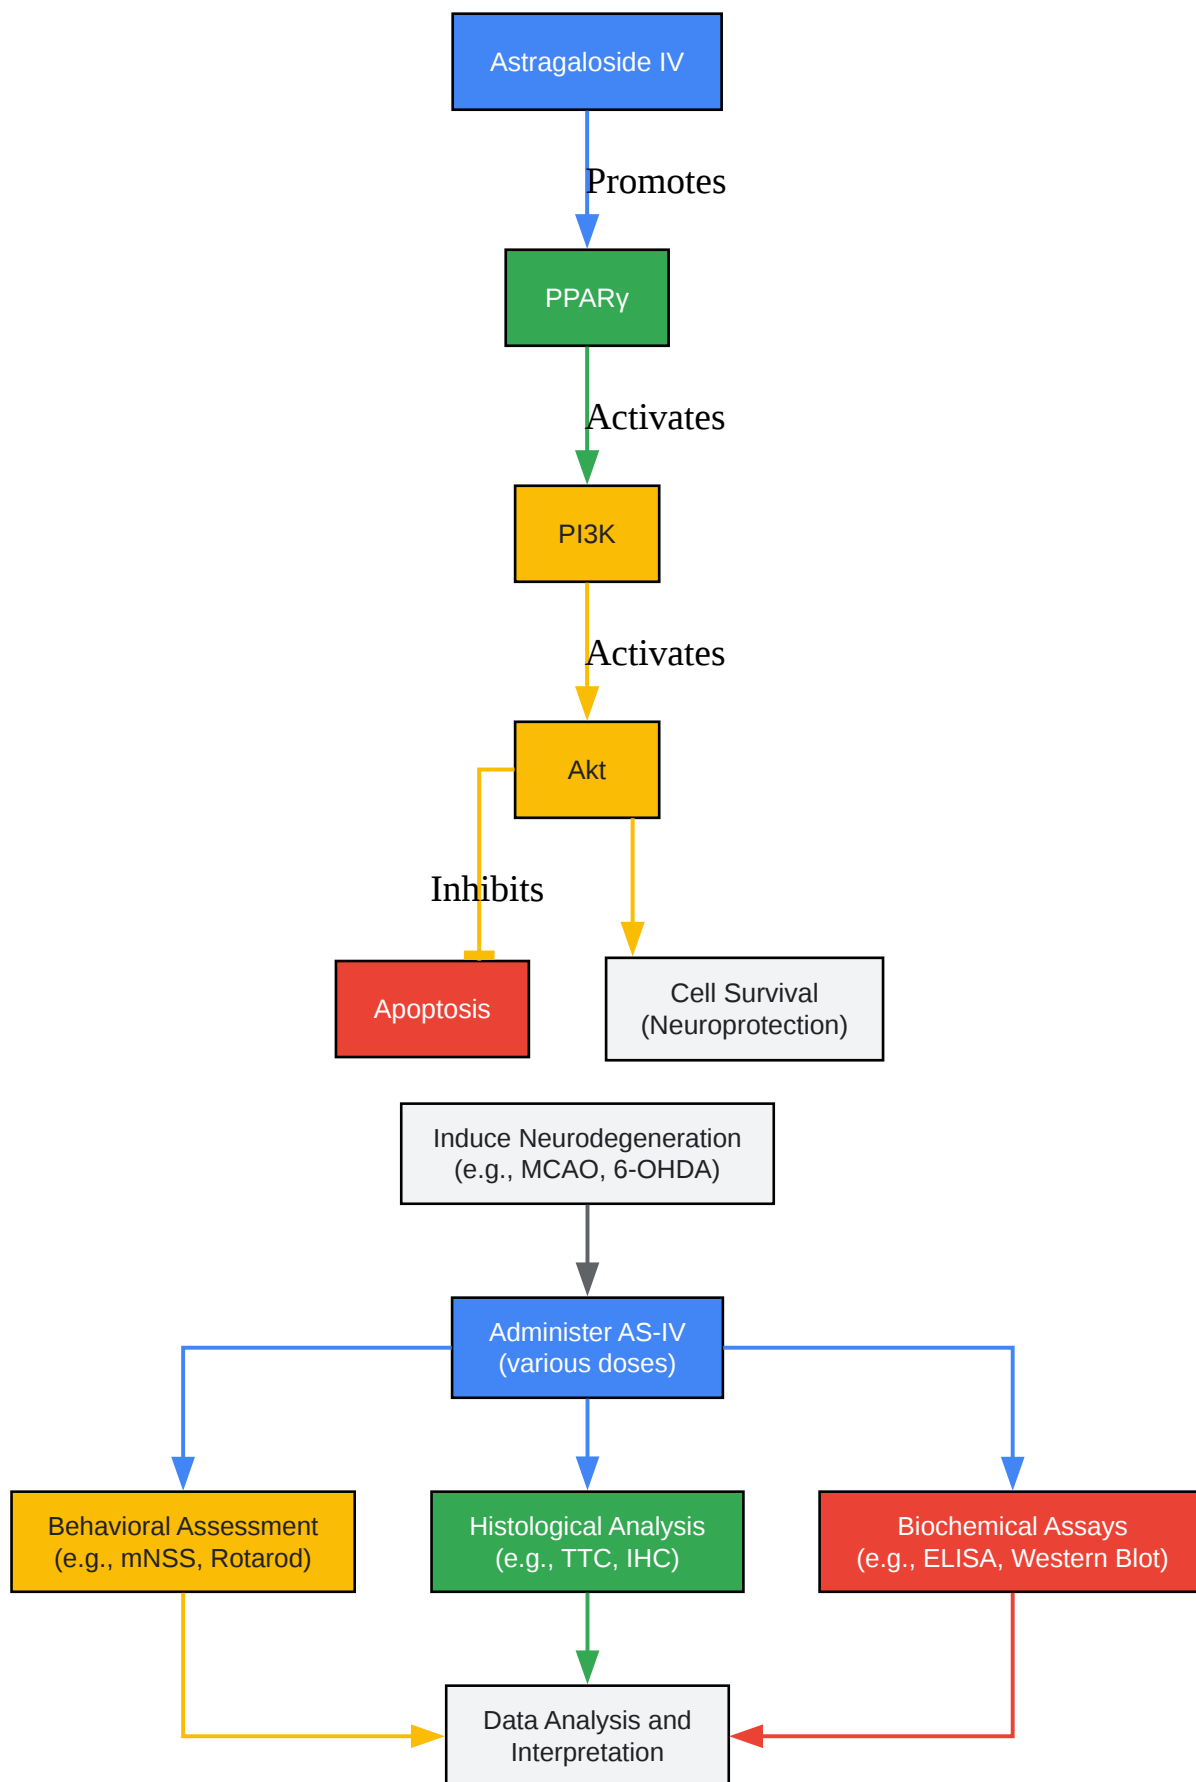 Astragaloside IV
Promotes
PPARγ
Activates
PI3K
Activates
Akt
Inhibits
Apoptosis
Cell Survival
(Neuroprotection)
Induce Neurodegeneration
(e.g., MCAO, 6-OHDA)
Administer AS-IV
(various doses)
Behavioral Assessment
(e.g., mNSS, Rotarod)
Histological Analysis
(e.g., TTC, IHC)
Biochemical Assays
(e.g., ELISA, Western Blot)
Data Analysis and
Interpretation